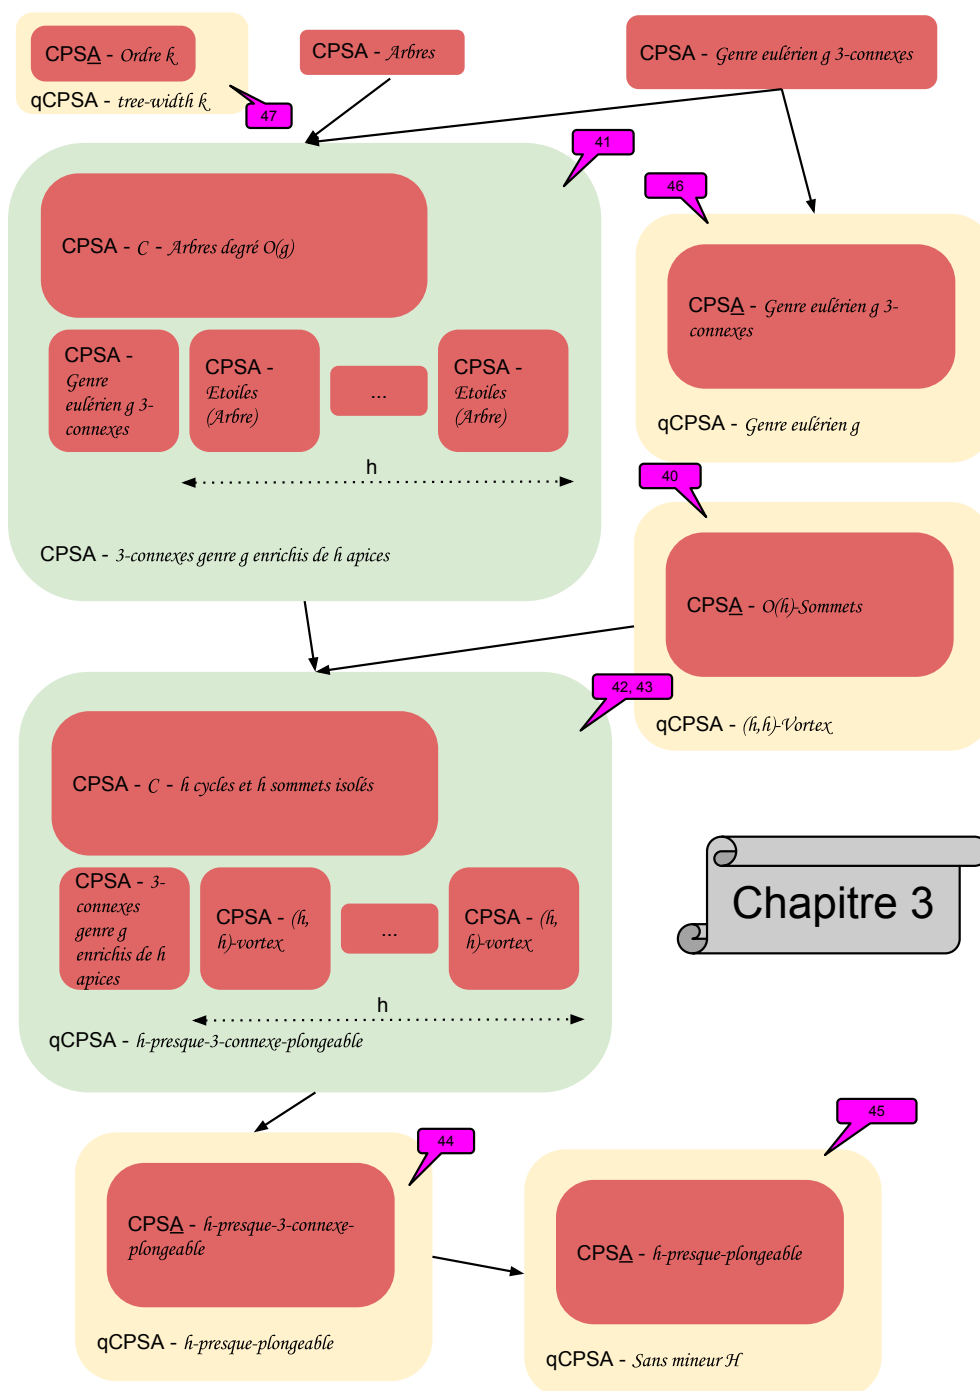 CPSA - Ordre k
qCPSA - tree-width k
47
CPSA - Arbres
CPSA - Genre eulérien g 3-connexes
41
CPSA - C - Arbres degré O(g)
CPSA -
Genre
eulérien g 3-
connexes
CPSA -
Etoiles
(Arbre)
...
CPSA -
Etoiles
(Arbre)
h
CPSA - 3-connexes genre g enrichis de h apices
46
CPSA - Genre eulérien g 3-
connexes
qCPSA - Genre eulérien g
40
CPSA - O(h)-Sommets
qCPSA - (h,h)-Vortex
42, 43
CPSA - C - h cycles et h sommets isolés
CPSA - 3-
connexes
genre g
enrichis de h
apices
CPSA - (h,
h)-vortex
...
CPSA - (h,
h)-vortex
h
qCPSA - h-presque-3-connexe-plongeable
Chapitre 3
44
CPSA - h-presque-3-connexe-
plongeable
qCPSA - h-presque-plongeable
45
CPSA - h-presque-plongeable
qCPSA - Sans mineur H